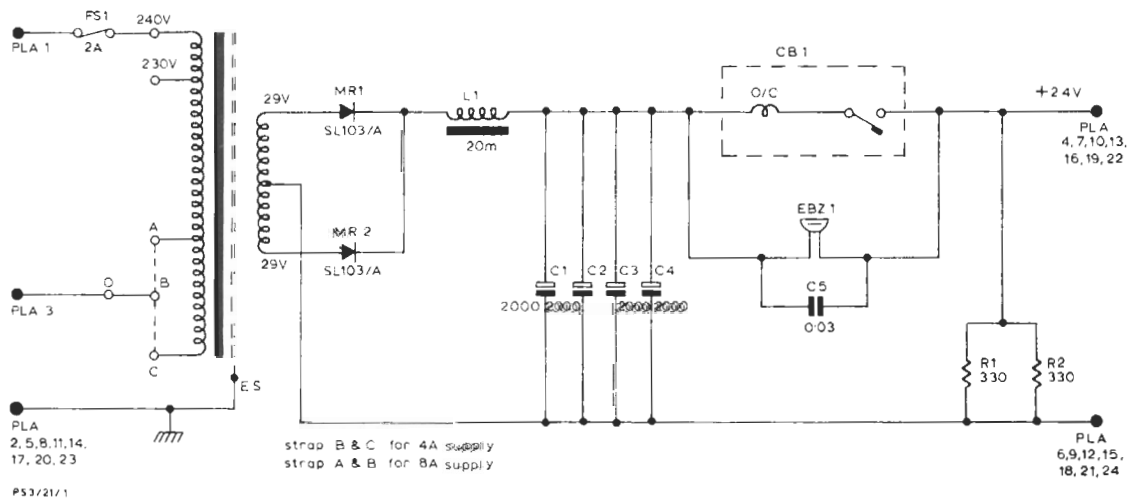 FS1
240V
PLA 1
2A
230V
29V
MR1
SL103/A
L1
20m
CB1
O/C
+24V
PLA
4,7,10,13,
16,19,22
A
O
B
PLA 3
C
29V
MR 2
SL103/A
EBZ 1
C1 C2 C3 C4
2000 2000 2000 2000
C5
0·03
R1
330
R2
330
ES
PLA
2,5,8,11,14,
17, 20, 23
strap B & C for 4A supply
strap A & B for 8A supply
PLA
6,9,12,15,
18, 21, 24
PS3/21/1